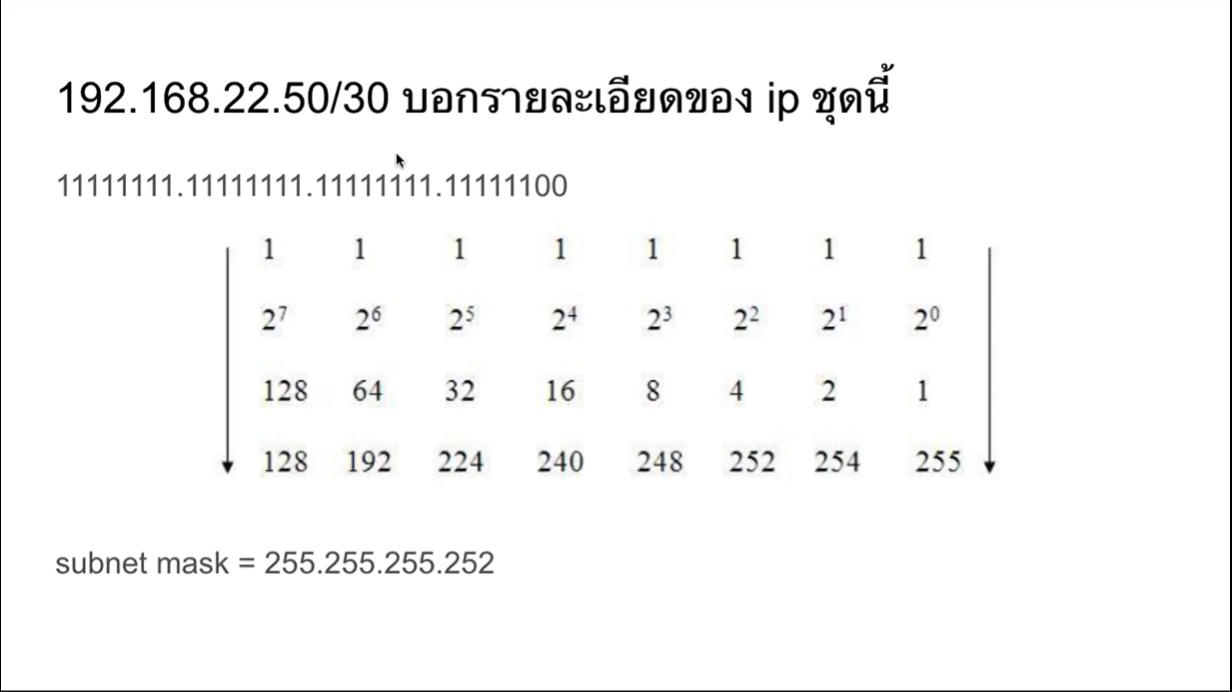 192.168.22.50/30 บอกรายละเอียดของ ip ชุดนี้
11111111.11111111.11111111.11111100
1 1 1 1 1 1 1 1
2⁷ 2⁶ 2⁵ 2⁴ 2³ 2² 2¹ 2⁰
128 64 32 16 8 4 2 1
128 192 224 240 248 252 254 255
subnet mask = 255.255.255.252